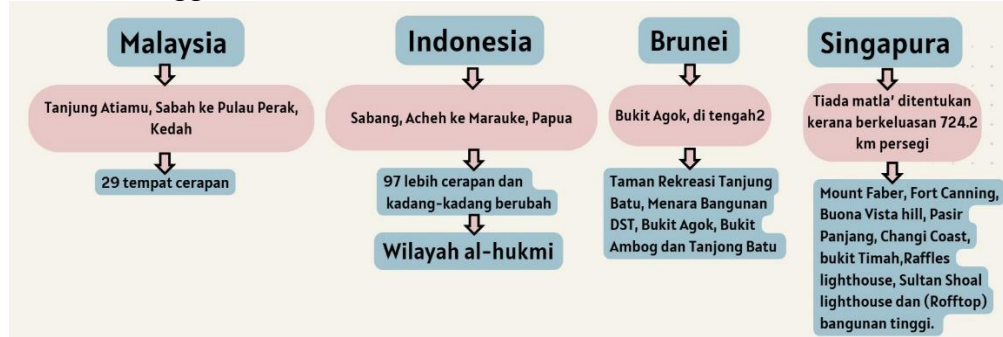 Malaysia
Tanjung Atiamu, Sabah ke Pulau Perak,
Kedah
29 tempat cerapan
Indonesia
Sabang, Acheh ke Marauke, Papua
97 lebih cerapan dan
kadang-kadang berubah
Wilayah al-hukmi
Brunei
Bukit Agok, di tengah2
Taman Rekreasi Tanjung
Batu, Menara Bangunan
DST, Bukit Agok, Bukit
Ambog dan Tanjong Batu
Singapura
Tiada matla’ ditentukan
kerana berkeluasan 724.2
km persegi
Mount Faber, Fort Canning,
Buona Vista hill, Pasir
Panjang, Changi Coast,
bukit Timah,Raffles
lighthouse, Sultan Shoal
lighthouse dan (Rofftop)
bangunan tinggi.